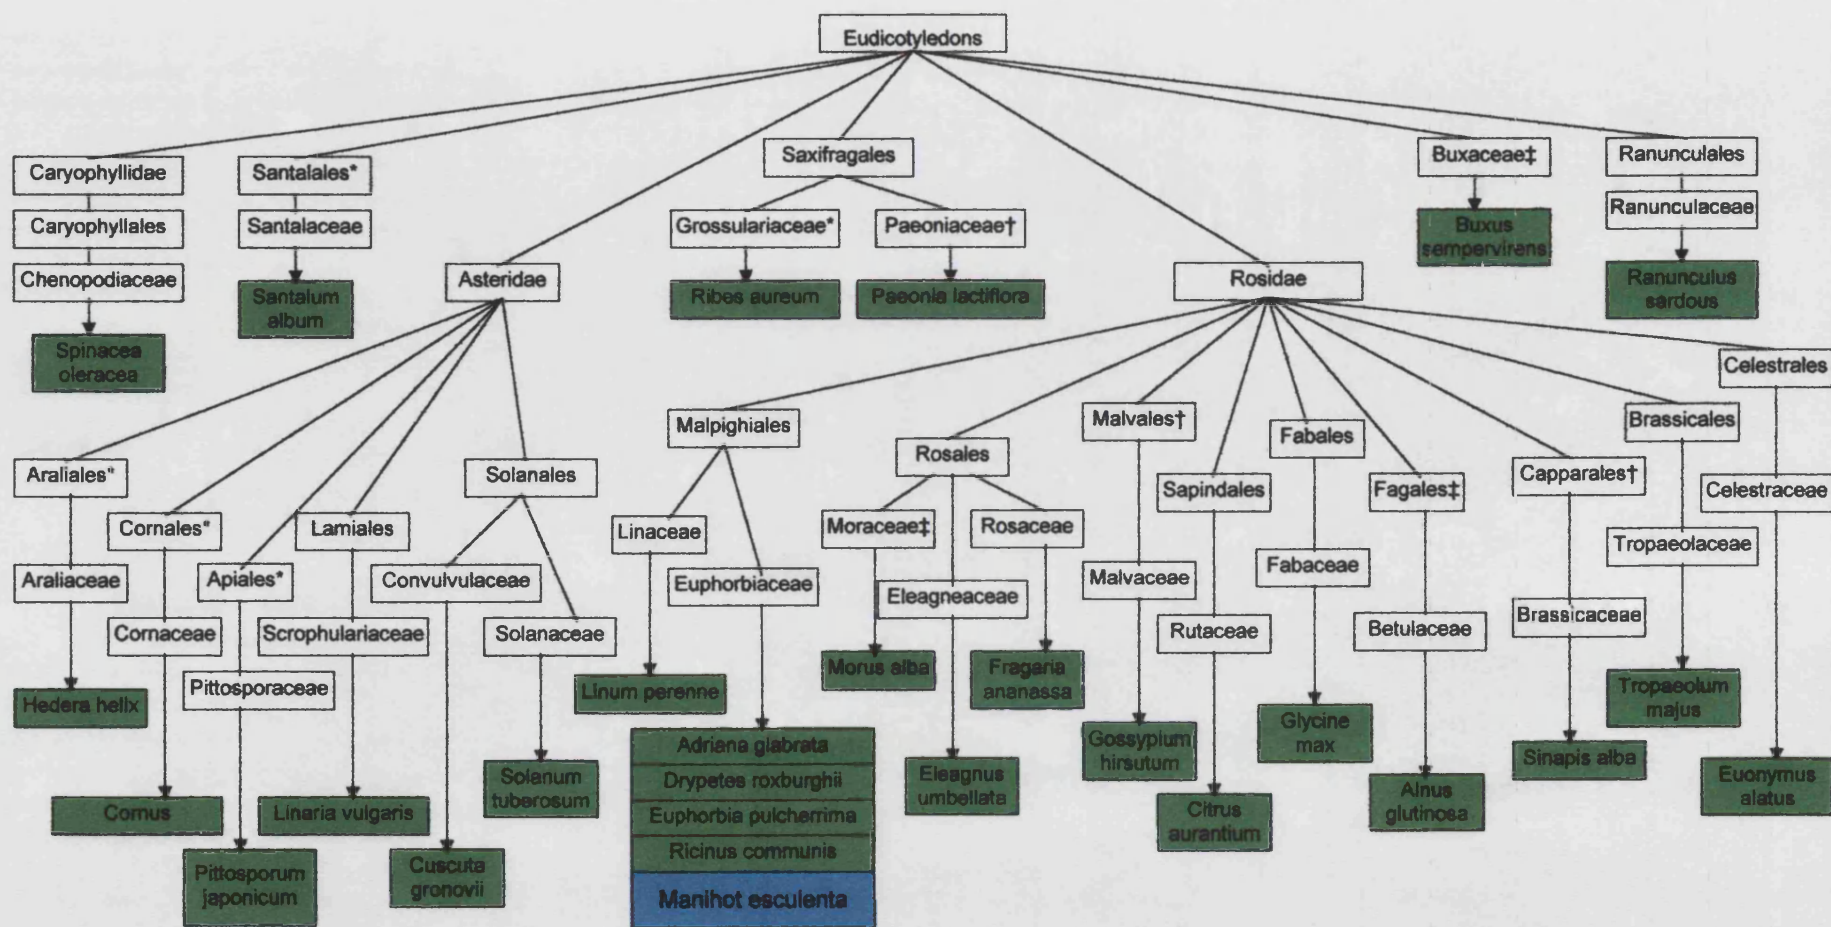 Eudicotyledons
Caryophyllidae
Caryophyllales
Chenopodiaceae
Spinacea
oleracea
Santalales*
Santalaceae
Santalum
album
Saxifragales
Grossulariaceae*
Ribes aureum
Paeoniaceae†
Paeonia lactiflora
Buxaceae‡
Buxus
sempervirens
Ranunculales
Ranunculaceae
Ranunculus
sardous
Asteridae
Araliales*
Araliaceae
Hedera helix
Cornales*
Cornaceae
Cornus
Apiales*
Pittosporaceae
Pittosporum
japonicum
Lamiales
Scrophulariaceae
Linaria vulgaris
Solanales
Convulvulaceae
Cuscuta
gronovii
Solanaceae
Solanum
tuberosum
Rosidae
Malpighiales
Linaceae
Linum perenne
Euphorbiaceae
Adriana glabrata
Drypetes roxburghii
Euphorbia pulcherrima
Ricinus communis
Manihot esculenta
Rosales
Moraceae‡
Morus alba
Eleagneaceae
Eleagnus
umbellata
Rosaceae
Fragaria
ananassa
Malvales†
Malvaceae
Gossypium
hirsutum
Sapindales
Rutaceae
Citrus
aurantium
Fabales
Fabaceae
Glycine
max
Fagales‡
Betulaceae
Alnus
glutinosa
Capparales†
Brassicaceae
Sinapis alba
Brassicales
Tropaeolaceae
Tropaeolum
majus
Celestrales
Celestraceae
Euonymus
alatus